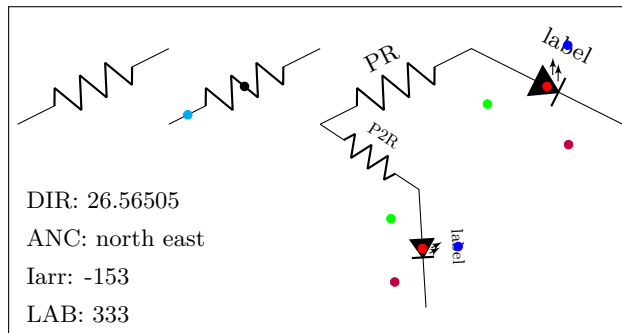 PR
label
P2R
label
DIR: 26.56505
ANC: north east
Iarr: -153
LAB: 333